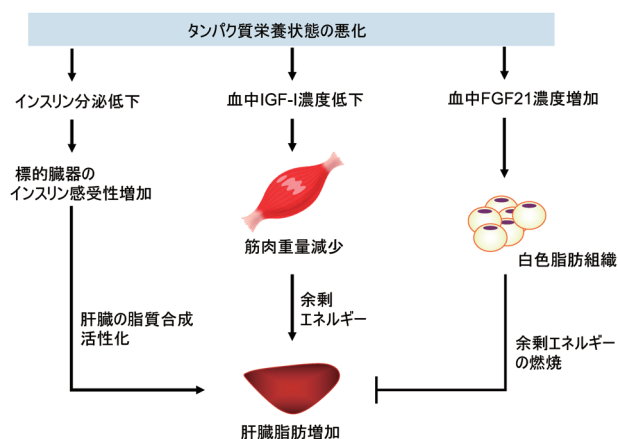 タンパク質栄養状態の悪化
インスリン分泌低下
血中IGF-I濃度低下
血中FGF21濃度増加
標的臓器の
インスリン感受性増加
筋肉重量減少
白色脂肪組織
肝臓の脂質合成
活性化
余剰
エネルギー
余剰エネルギー
の燃焼
肝臓脂肪増加